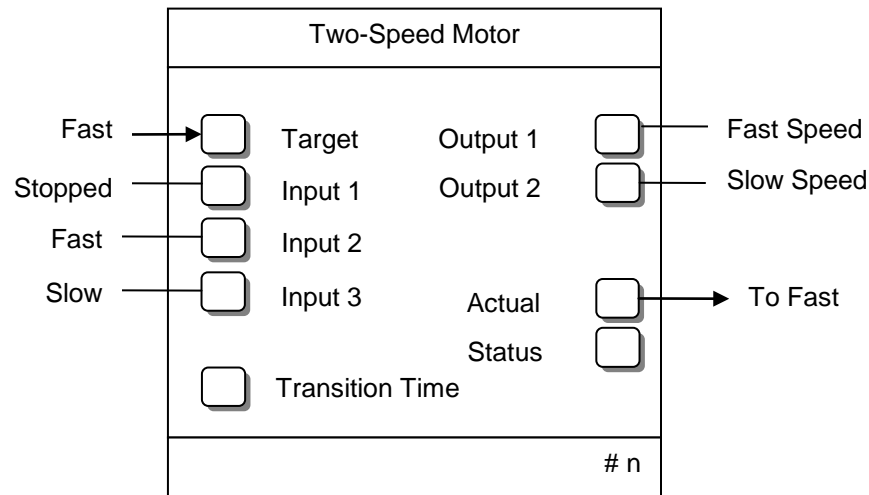 Two-Speed Motor
Fast Target Output 1 Fast Speed
Stopped Input 1 Output 2 Slow Speed
Fast Input 2
Slow Input 3 Actual To Fast
Status
Transition Time
# n